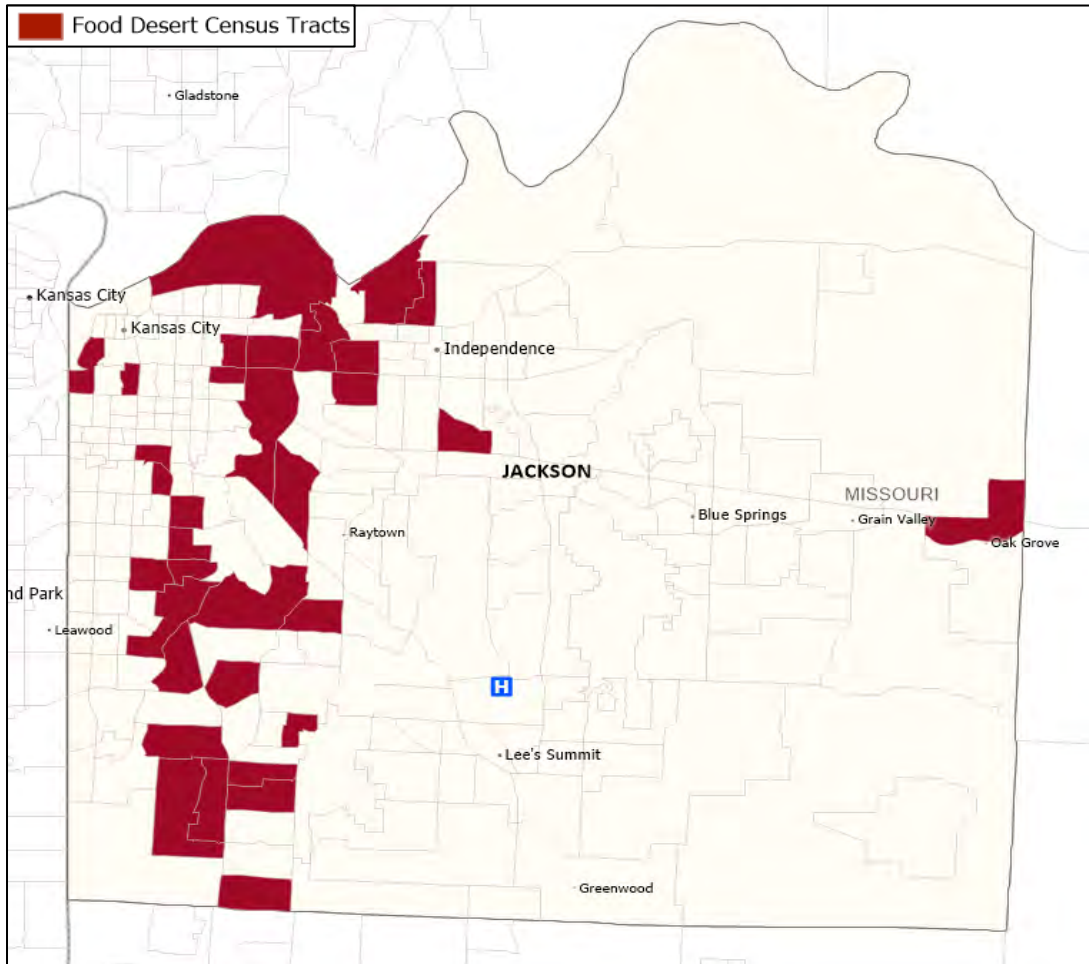 Food Desert Census Tracts
Gladstone
Kansas City
Kansas City
Independence
JACKSON
MISSOURI
Blue Springs
Grain Valley
Raytown
Oak Grove
nd Park
Leawood
H
Lee's Summit
Greenwood